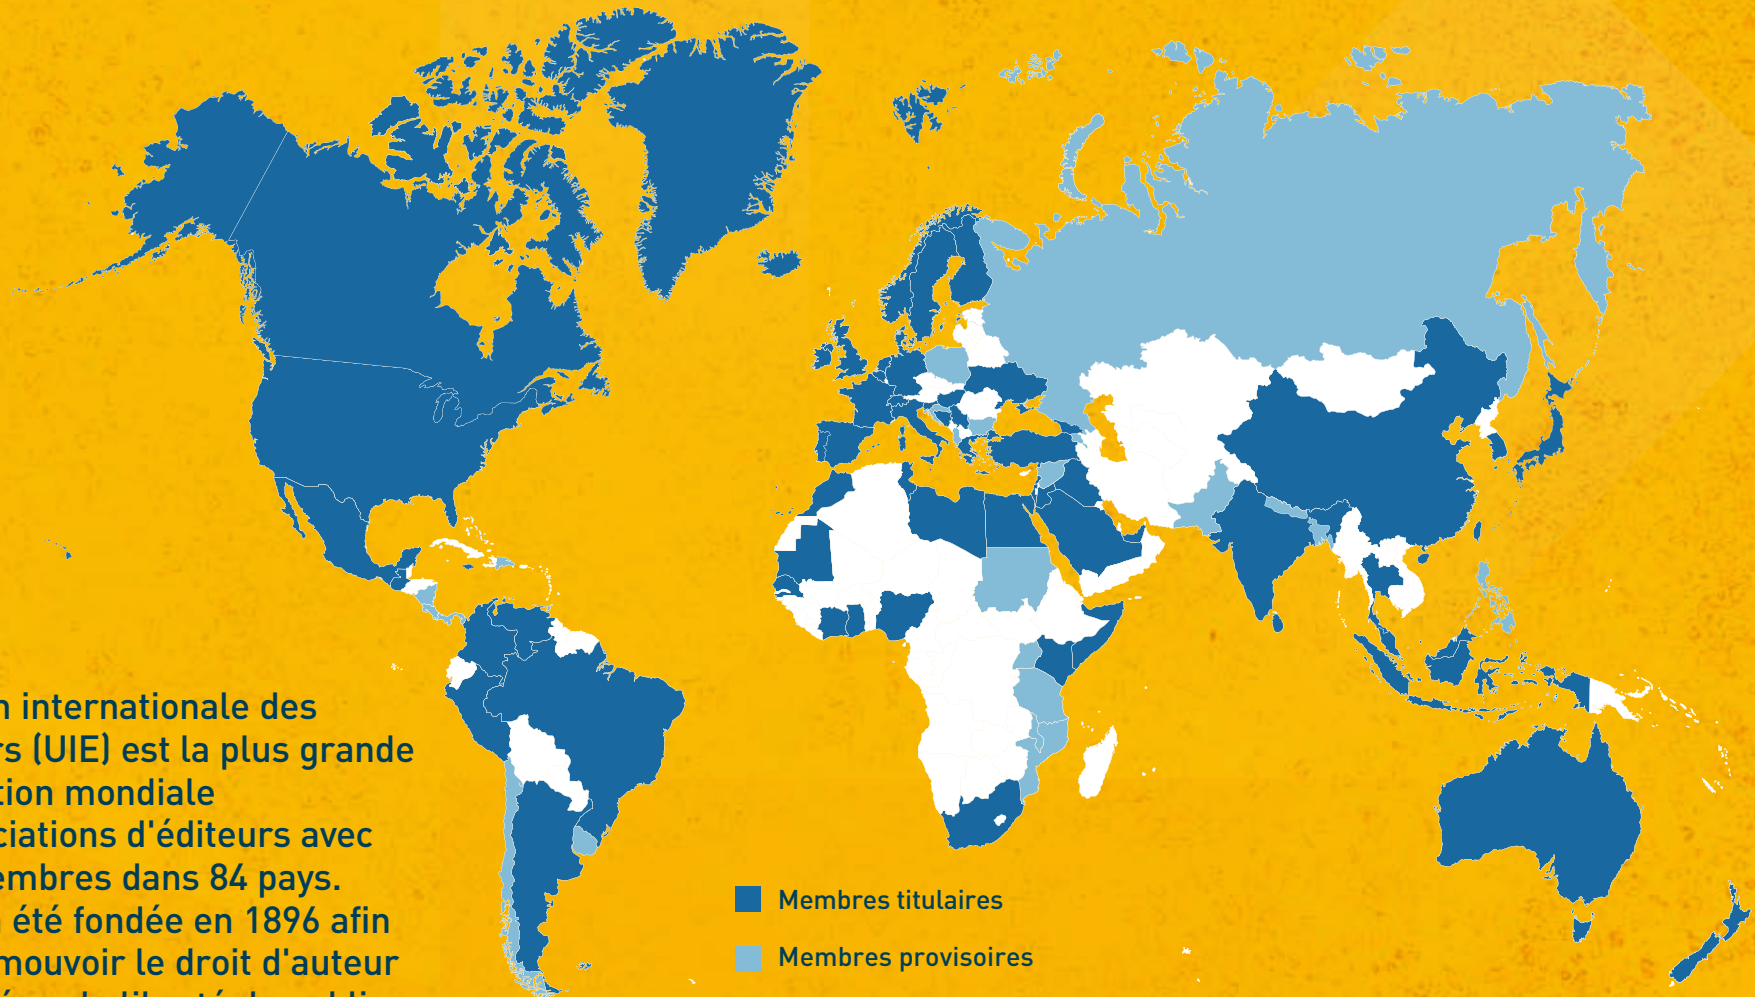 n internationale des
rs (UIE) est la plus grande
tion mondiale
ciations d'éditeurs avec
embres dans 84 pays.
a été fondée en 1896 afin
mouvoir le droit d'auteur
Membres titulaires
Membres provisoires